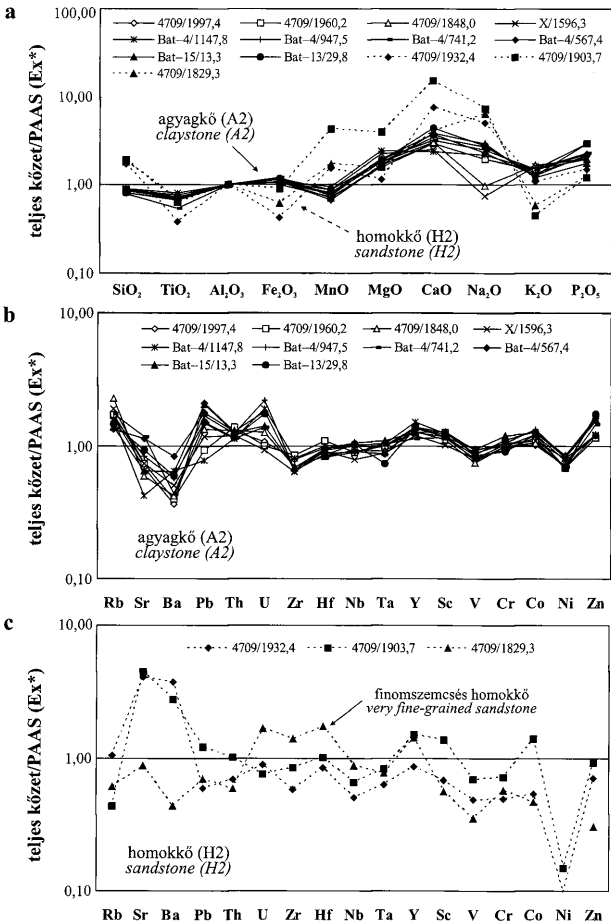 a
teljes kőzet/PAAS (Ex*)
100,00
10,00
1,00
0,10
4709/1997,4 4709/1960,2 4709/1848,0 X/1596,3
Bat–4/1147,8 Bat–4/947,5 Bat–4/741,2 Bat–4/567,4
Bat–15/13,3 Bat–13/29,8 4709/1932,4 4709/1903,7
4709/1829,3
agyagkő (A2)
claystone (A2)
homokkő (H2)
sandstone (H2)
SiO₂ TiO₂ Al₂O₃ Fe₂O₃ MnO MgO CaO Na₂O K₂O P₂O₅
b
teljes kőzet/PAAS (Ex*)
10,00
1,00
0,10
4709/1997,4 4709/1960,2 4709/1848,0 X/1596,3
Bat–4/1147,8 Bat–4/947,5 Bat–4/741,2 Bat–4/567,4
Bat–15/13,3 Bat–13/29,8
agyagkő (A2)
claystone (A2)
Rb Sr Ba Pb Th U Zr Hf Nb Ta Y Sc V Cr Co Ni Zn
c
teljes kőzet/PAAS (Ex*)
10,00
1,00
0,10
4709/1932,4 4709/1903,7 4709/1829,3
finomszemcsés homokkő
very fine-grained sandstone
homokkő (H2)
sandstone (H2)
Rb Sr Ba Pb Th U Zr Hf Nb Ta Y Sc V Cr Co Ni Zn